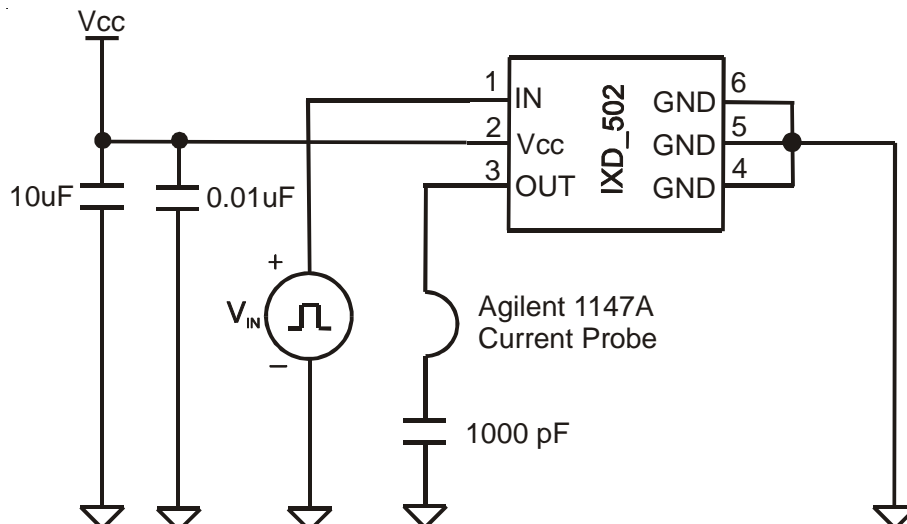 Vcc
10uF
0.01uF
+
VIN
−
1
2
3
IN
Vcc
OUT
IXD_502
GND
GND
GND
6
5
4
Agilent 1147A
Current Probe
1000 pF